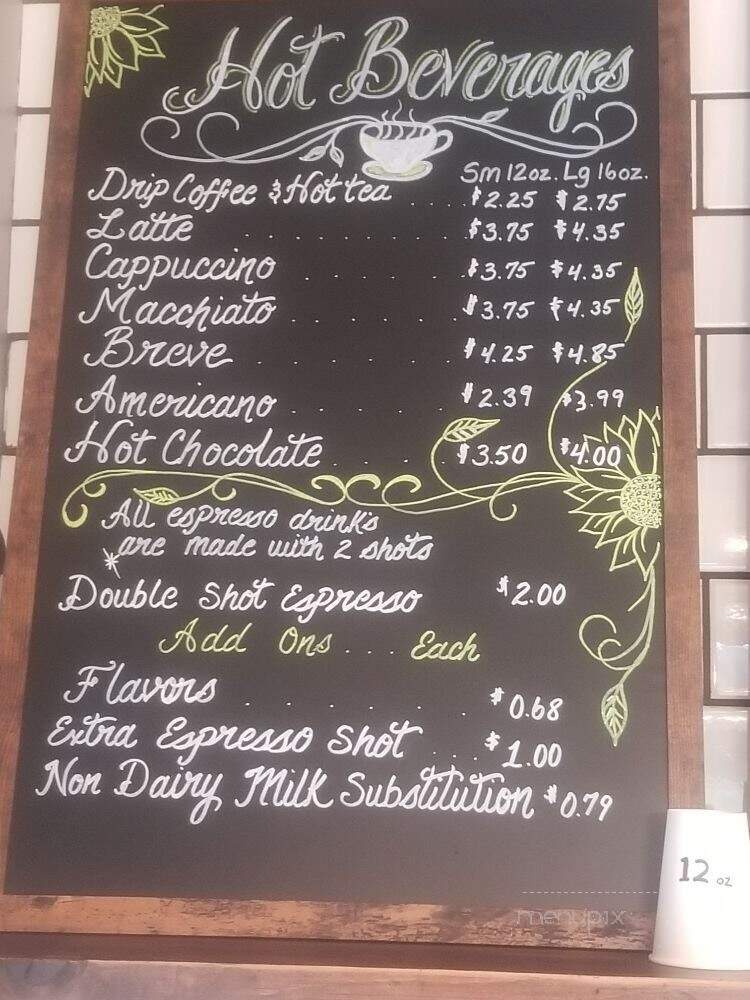 Hot Beverages
Sm 12oz. Lg 16oz.
Drip Coffee & Hot tea .... $2.25 $2.75
Latte ........ $3.75 $4.35
Cappuccino ..... $3.75 $4.35
Macchiato ..... $3.75 $4.35
Breve ...... $4.25 $4.85
Americano ..... $2.39 $3.99
Hot Chocolate .... $3.50 $4.00
All espresso drinks
*are made with 2 shots
Double Shot Espresso $2.00
Add Ons ... Each
Flavors ...... $0.68
Extra Espresso Shot ... $1.00
Non Dairy Milk Substitution $0.79
12 oz
menupix